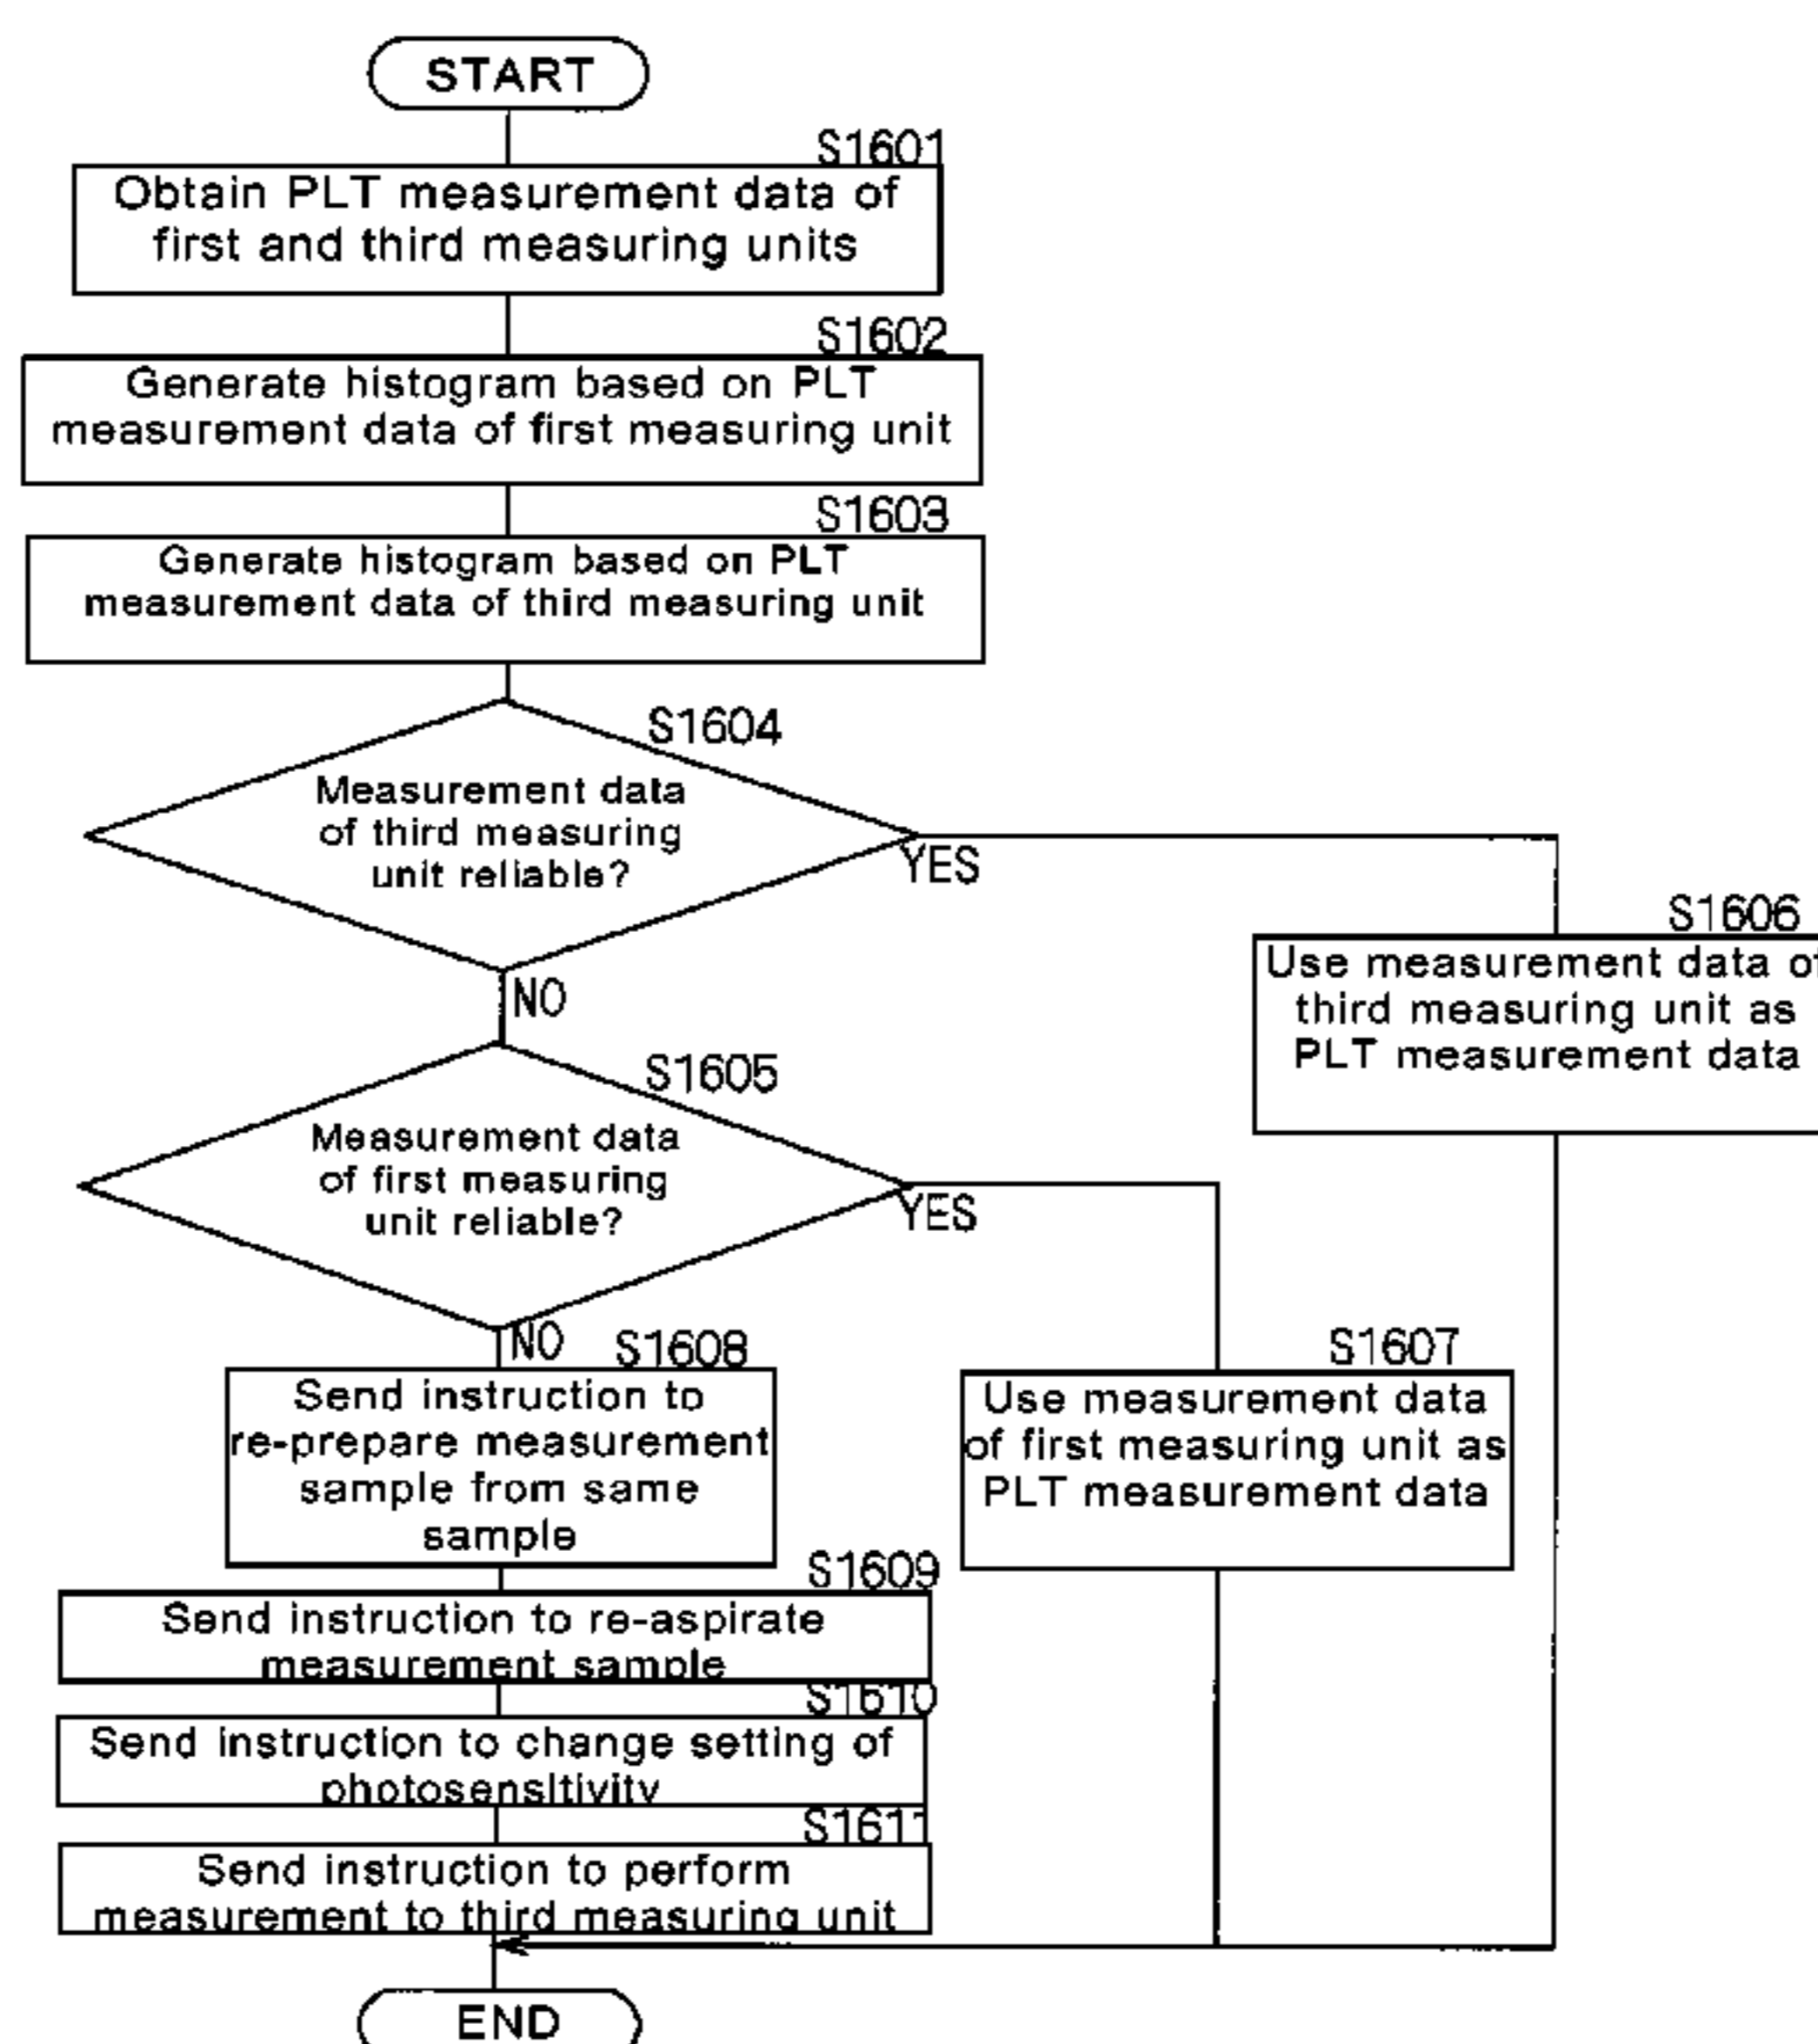 START
S1601
Obtain PLT measurement data of
first and third measuring units
S1602
Generate histogram based on PLT
measurement data of first measuring unit
S1603
Generate histogram based on PLT
measurement data of third measuring unit
S1604
Measurement data
of third measuring
unit reliable?
YES
NO
S1606
Use measurement data of
third measuring unit as
PLT measurement data
S1605
Measurement data
of first measuring
unit reliable?
YES
NO
S1608
Send instruction to
re-prepare measurement
sample from same
sample
S1607
Use measurement data
of first measuring unit as
PLT measurement data
S1609
Send instruction to re-aspirate
measurement sample
S1610
Send instruction to change setting of
photosensitivity
S1611
Send instruction to perform
measurement to third measuring unit
END